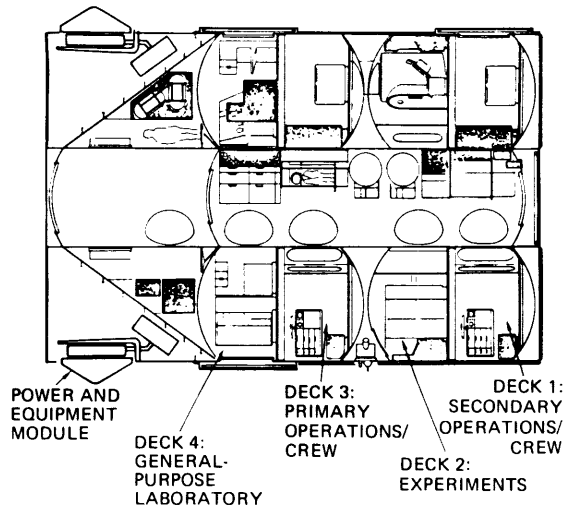 POWER AND
EQUIPMENT
MODULE
DECK 4:
GENERAL-
PURPOSE
LABORATORY
DECK 3:
PRIMARY
OPERATIONS/
CREW
DECK 2:
EXPERIMENTS
DECK 1:
SECONDARY
OPERATIONS/
CREW